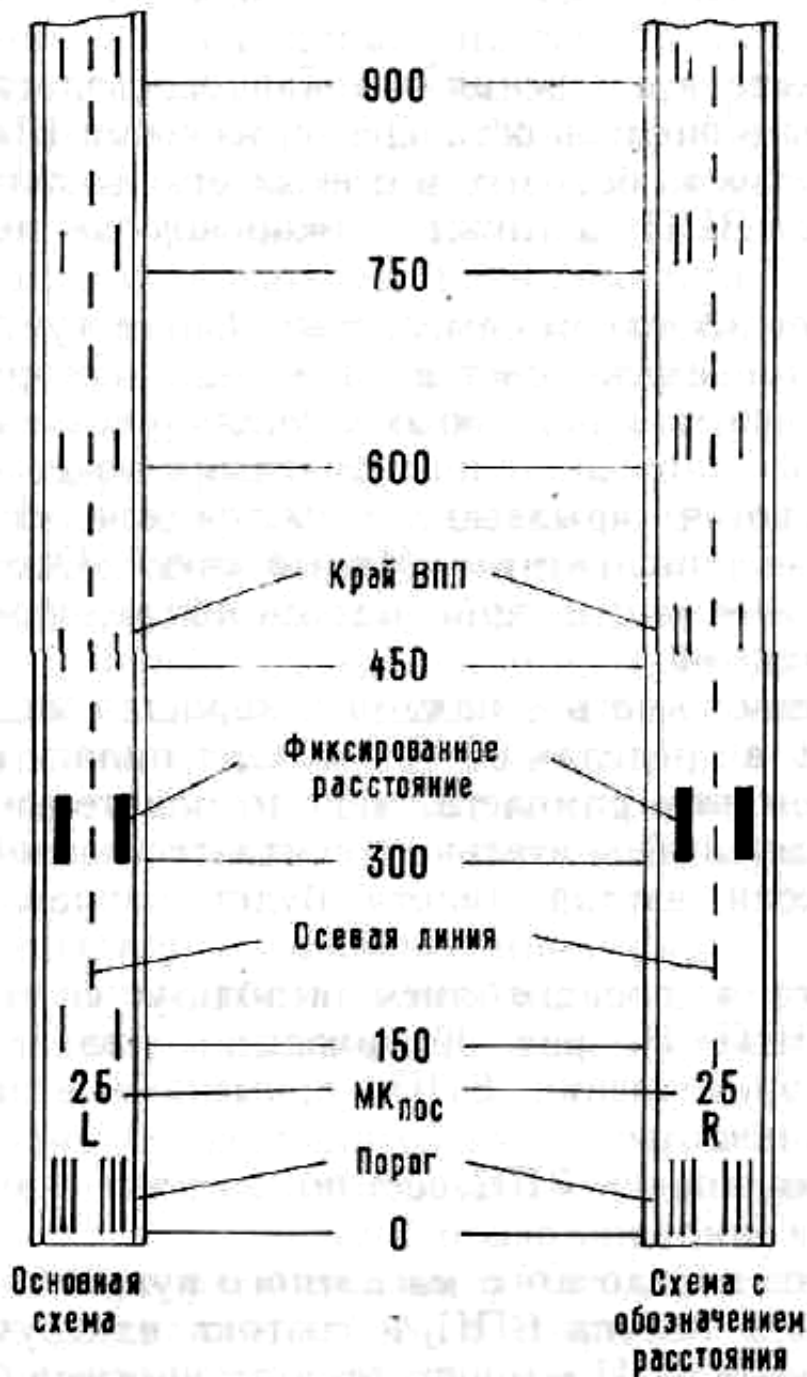 900
750
600
Край ВПП
450
Фиксированное
расстояние
300
Осевая линия
150
25
L
МКпос
25
R
Порог
0
Основная
схема
Схема с
обозначением
расстояния